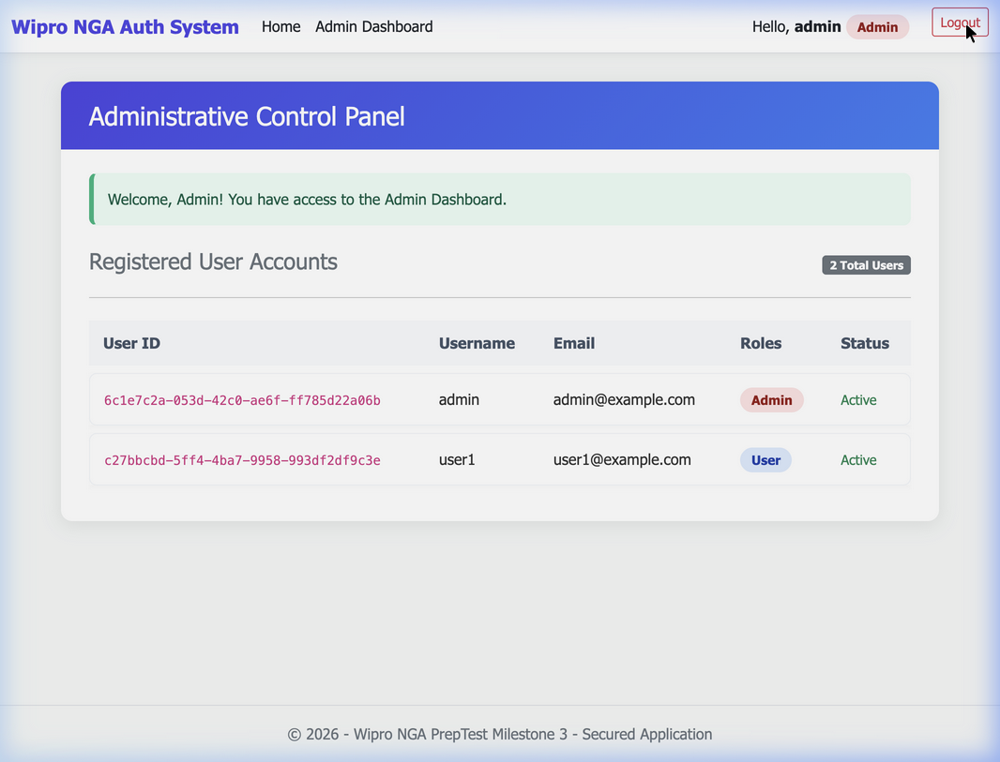 Wipro NGA Auth System Home Admin Dashboard Hello, admin Admin Logout
Administrative Control Panel
Welcome, Admin! You have access to the Admin Dashboard.
Registered User Accounts 2 Total Users
User ID Username Email Roles Status
6c1e7c2a-053d-42c0-ae6f-ff785d22a06b admin admin@example.com Admin Active
c27bbcbd-5ff4-4ba7-9958-993df2df9c3e user1 user1@example.com User Active
© 2026 - Wipro NGA PrepTest Milestone 3 - Secured Application